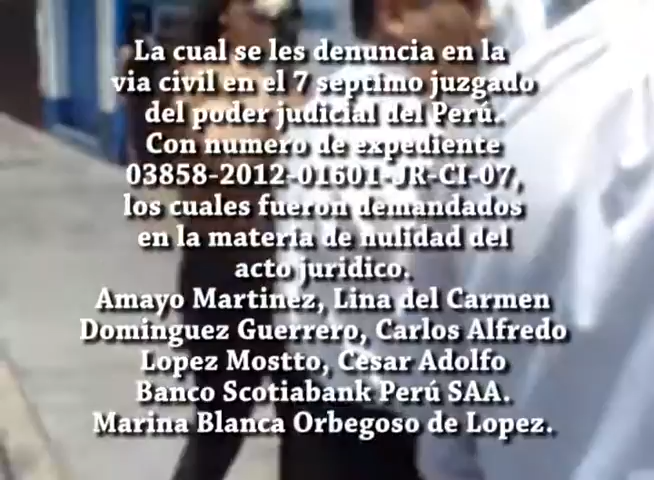 La cual se les denuncia en la
via civil en el 7 septimo juzgado
del poder judicial del Perú.
Con numero de expediente
03858-2012-01601-JR-CI-07,
los cuales fueron demandados
en la materia de nulidad del
acto juridico.
Amayo Martinez, Lina del Carmen
Dominguez Guerrero, Carlos Alfredo
Lopez Mostto, Cesar Adolfo
Banco Scotiabank Perú SAA.
Marina Blanca Orbegoso de Lopez.